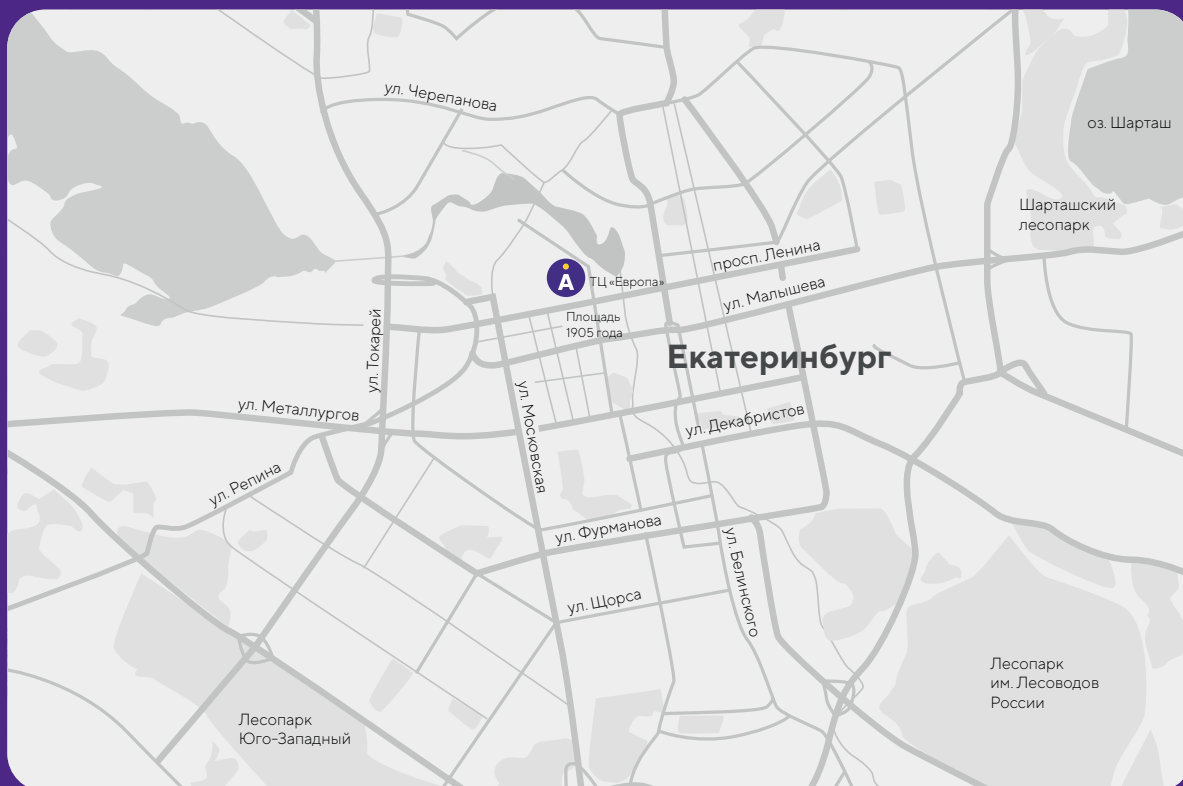 ул. Черепанова
оз. Шарташ
Шарташский
лесопарк
просп. Ленина
А
ТЦ «Европа»
ул. Малышева
Площадь
1905 года
ул. Токарей
Екатеринбург
ул. Металлургов
ул. Московская
ул. Декабристов
ул. Репина
ул. Фурманова
ул. Белинского
ул. Щорса
Лесопарк
им. Лесоводов
России
Лесопарк
Юго-Западный